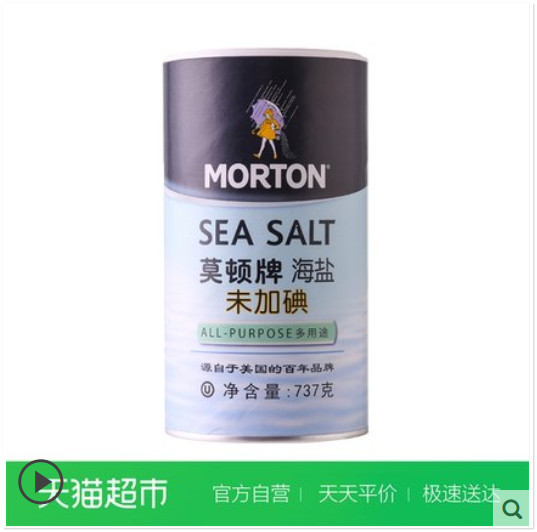 MORTON®
SEA SALT
莫顿牌 海盐
未加碘
ALL-PURPOSE多用途
源自于美国的百年品牌
U 净含量:737克
天猫超市 官方自营 | 天天平价 | 极速送达